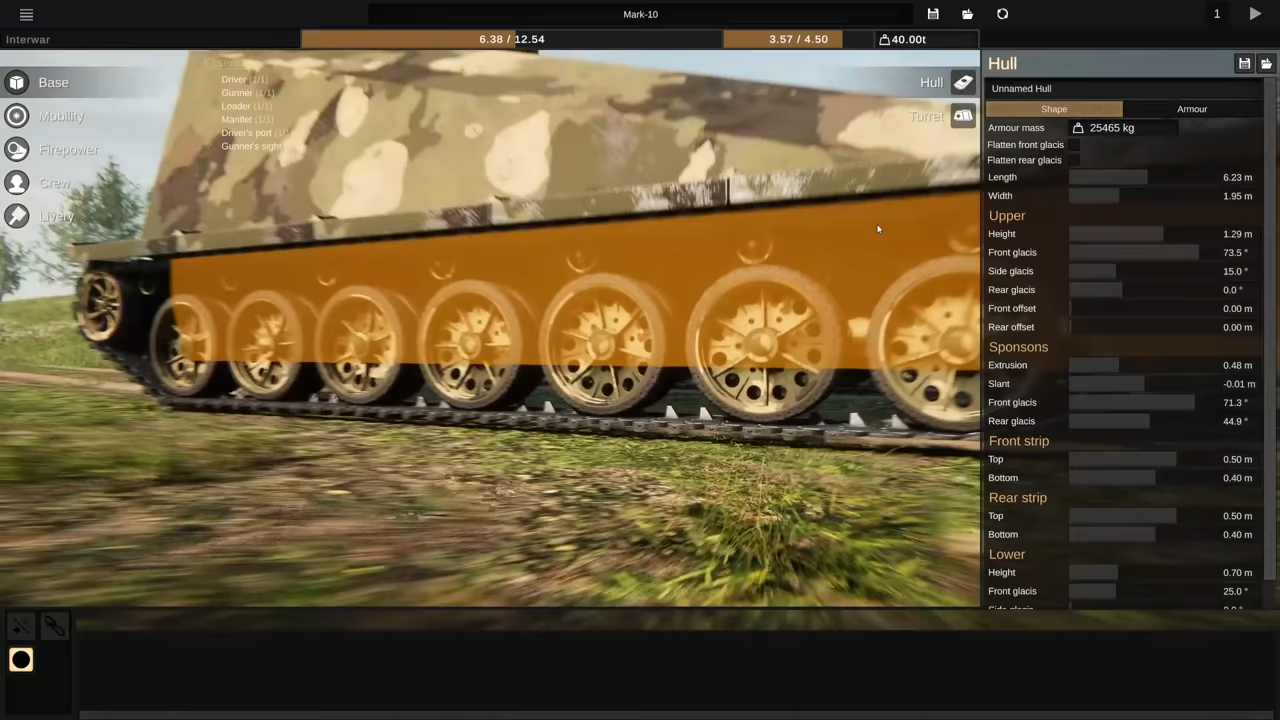 Mark-10
1
Interwar
6.38 / 12.54
3.57 / 4.50
40.00t
Base
Mobility
Firepower
Crew
Livery
Driver (1/1)
Gunner (1/1)
Loader (1/1)
Mantlet (1/1)
Driver's port (1/1)
Gunner's sight
Hull
Turret
Hull
Unnamed Hull
Shape
Armour
Armour mass
25465 kg
Flatten front glacis
Flatten rear glacis
Length
6.23 m
Width
1.95 m
Upper
Height
1.29 m
Front glacis
73.5 °
Side glacis
15.0 °
Rear glacis
0.0 °
Front offset
0.00 m
Rear offset
0.00 m
Sponsons
Extrusion
0.48 m
Slant
-0.01 m
Front glacis
71.3 °
Rear glacis
44.9 °
Front strip
Top
0.50 m
Bottom
0.40 m
Rear strip
Top
0.50 m
Bottom
0.40 m
Lower
Height
0.70 m
Front glacis
25.0 °